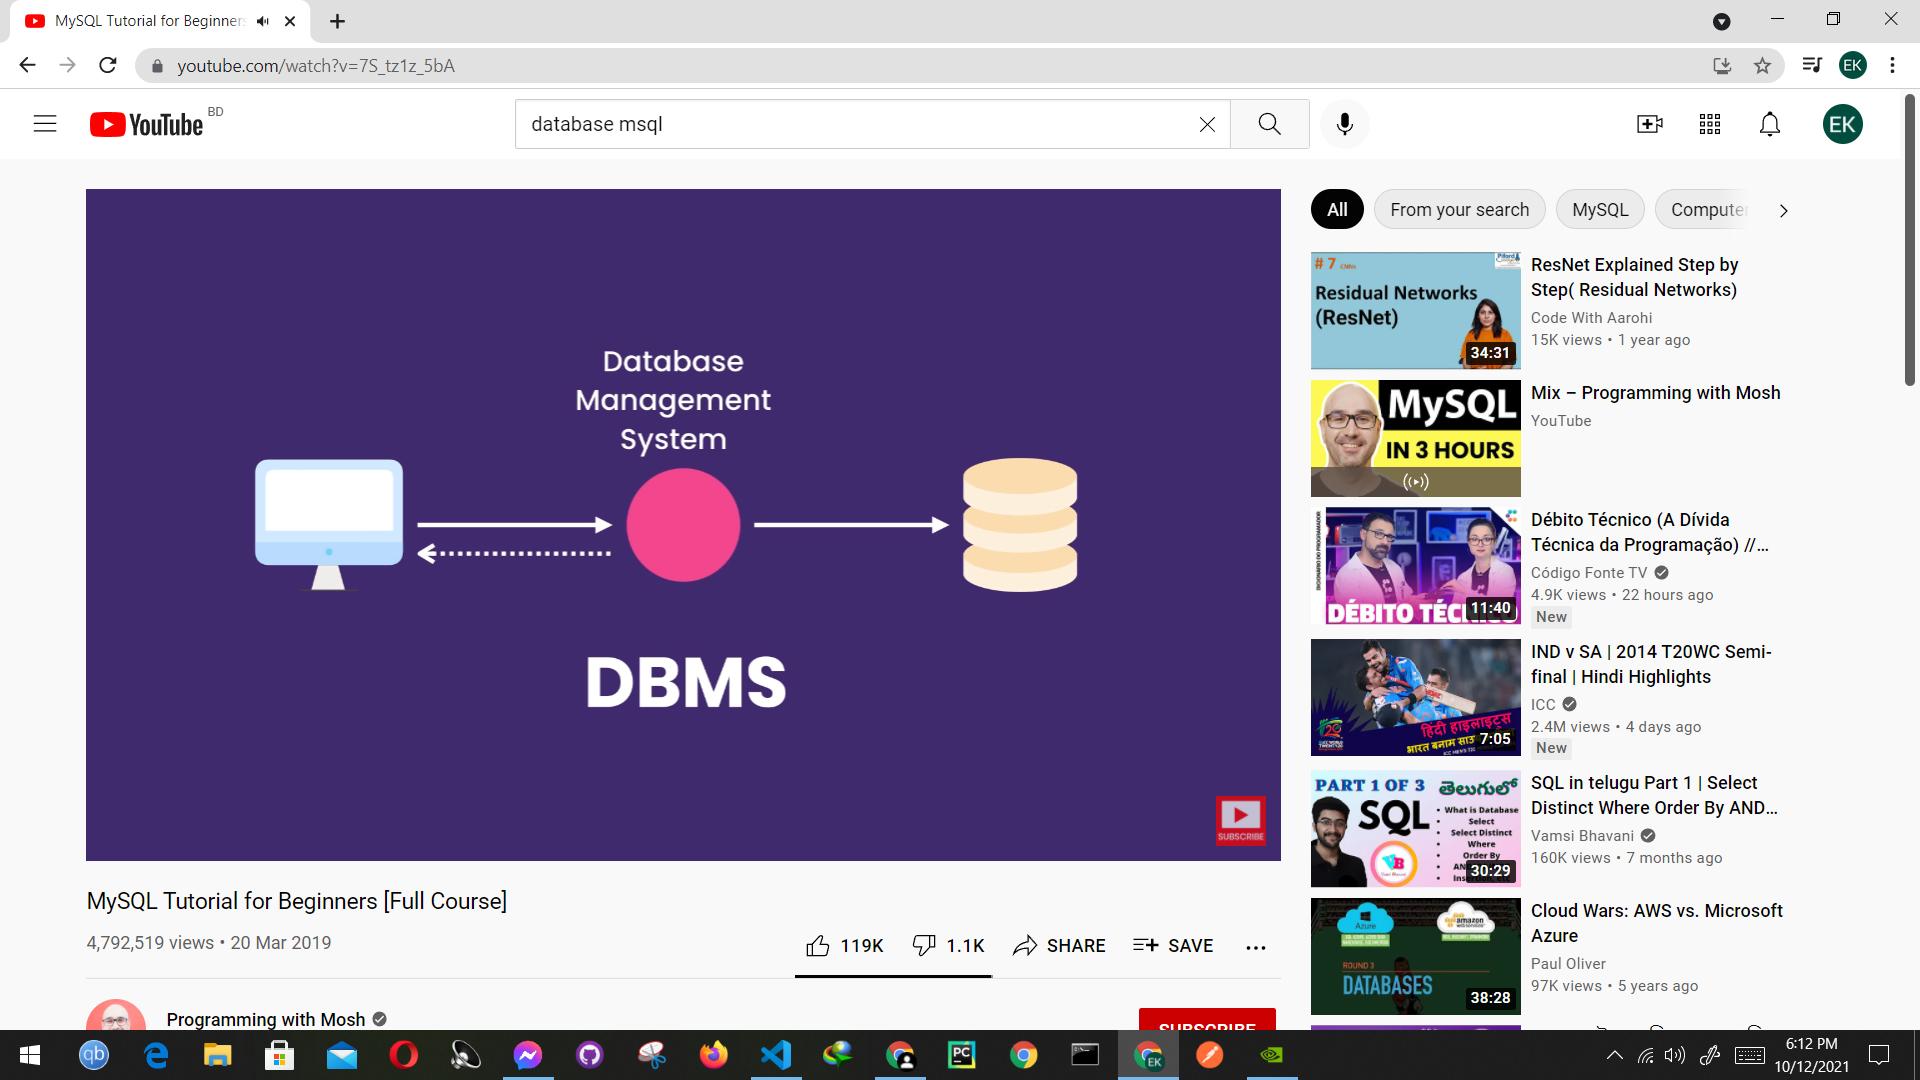 MySQL Tutorial for Beginners
youtube.com/watch?v=7S_tz1z_5bA
EK
YouTube BD
database msql
EK
Database
Management
System
DBMS
SUBSCRIBE
MySQL Tutorial for Beginners [Full Course]
4,792,519 views • 20 Mar 2019
119K
1.1K
SHARE
SAVE
Programming with Mosh
SUBSCRIBE
All
From your search
MySQL
Computer
# 7 CNNs
Residual Networks
(ResNet)
34:31
ResNet Explained Step by
Step( Residual Networks)
Code With Aarohi
15K views • 1 year ago
MySQL
IN 3 HOURS
Mix – Programming with Mosh
YouTube
DÉBITO TÉC
11:40
Débito Técnico (A Dívida
Técnica da Programação) //...
Código Fonte TV
4.9K views • 22 hours ago
New
हिंदी हाइलाइट्स
भारत बनाम साउ
7:05
IND v SA | 2014 T20WC Semi-
final | Hindi Highlights
ICC
2.4M views • 4 days ago
New
PART 1 OF 3 తెలుగులో
SQL
• What is Database
• Select
• Select Distinct
• Where
• Order By
30:29
SQL in telugu Part 1 | Select
Distinct Where Order By AND...
Vamsi Bhavani
160K views • 7 months ago
Azure
amazon
ROUND 3
DATABASES
38:28
Cloud Wars: AWS vs. Microsoft
Azure
Paul Oliver
97K views • 5 years ago
qb
PC
EK
6:12 PM
10/12/2021